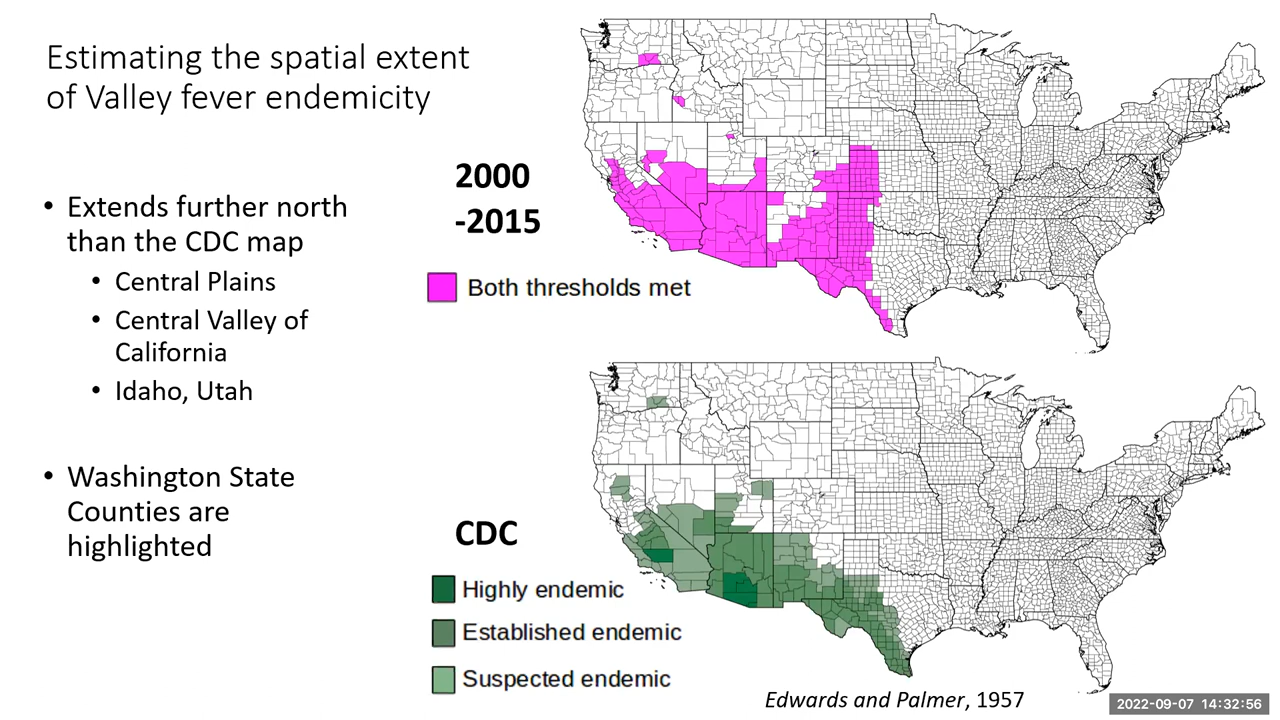 Estimating the spatial extent
of Valley fever endemicity
• Extends further north
than the CDC map
• Central Plains
• Central Valley of
California
• Idaho, Utah
• Washington State
Counties are
highlighted
2000
-2015
Both thresholds met
CDC
Highly endemic
Established endemic
Suspected endemic
Edwards and Palmer, 1957
2022-09-07 14:32:56